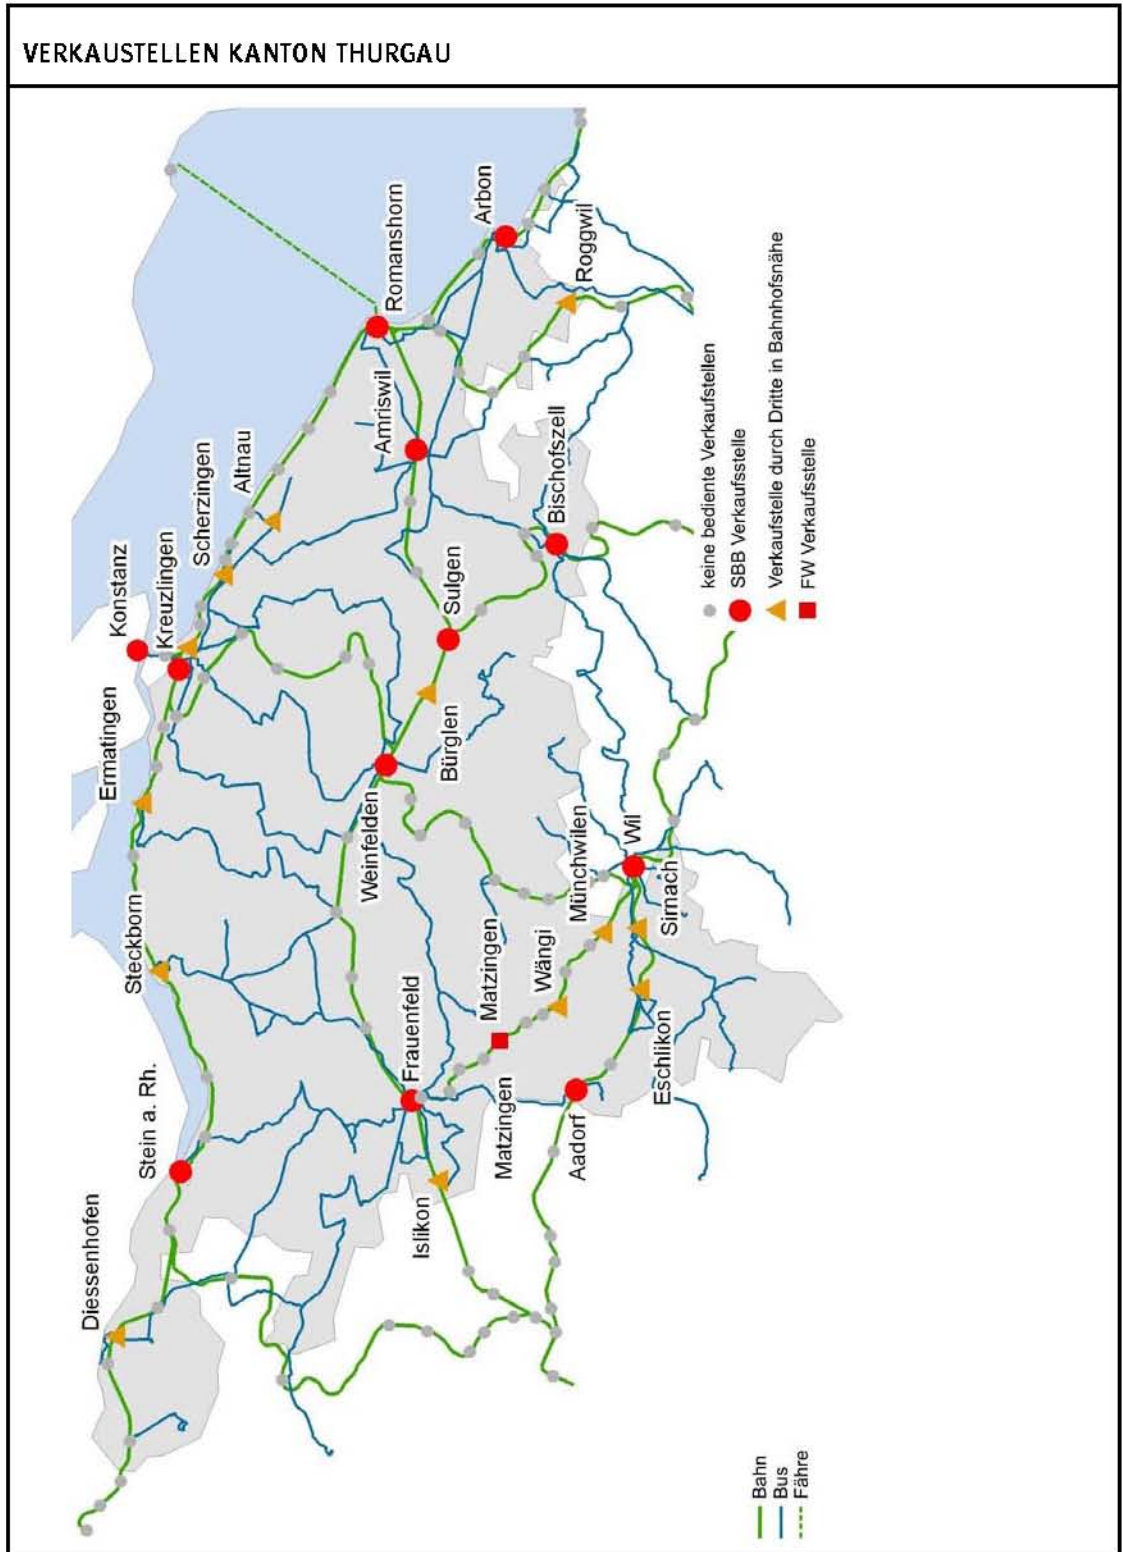 VERKAUSTELLEN KANTON THURGAU
Diessenhofen
Stein a. Rh.
Steckborn
Ermatingen
Konstanz
Kreuzlingen
Scherzingen
Altnau
Romanshorn
Arbon
Roggwil
Amriswil
Bischofszell
Sulgen
Bürglen
Weinfelden
Münchwilen
Wil
Sirnach
Wängi
Matzingen
Frauenfeld
Matzingen
Islikon
Aadorf
Eschlikon
keine bediente Verkaufstellen
SBB Verkaufsstelle
Verkaufstelle durch Dritte in Bahnhofsnähe
FW Verkaufsstelle
Bahn
Bus
Fähre